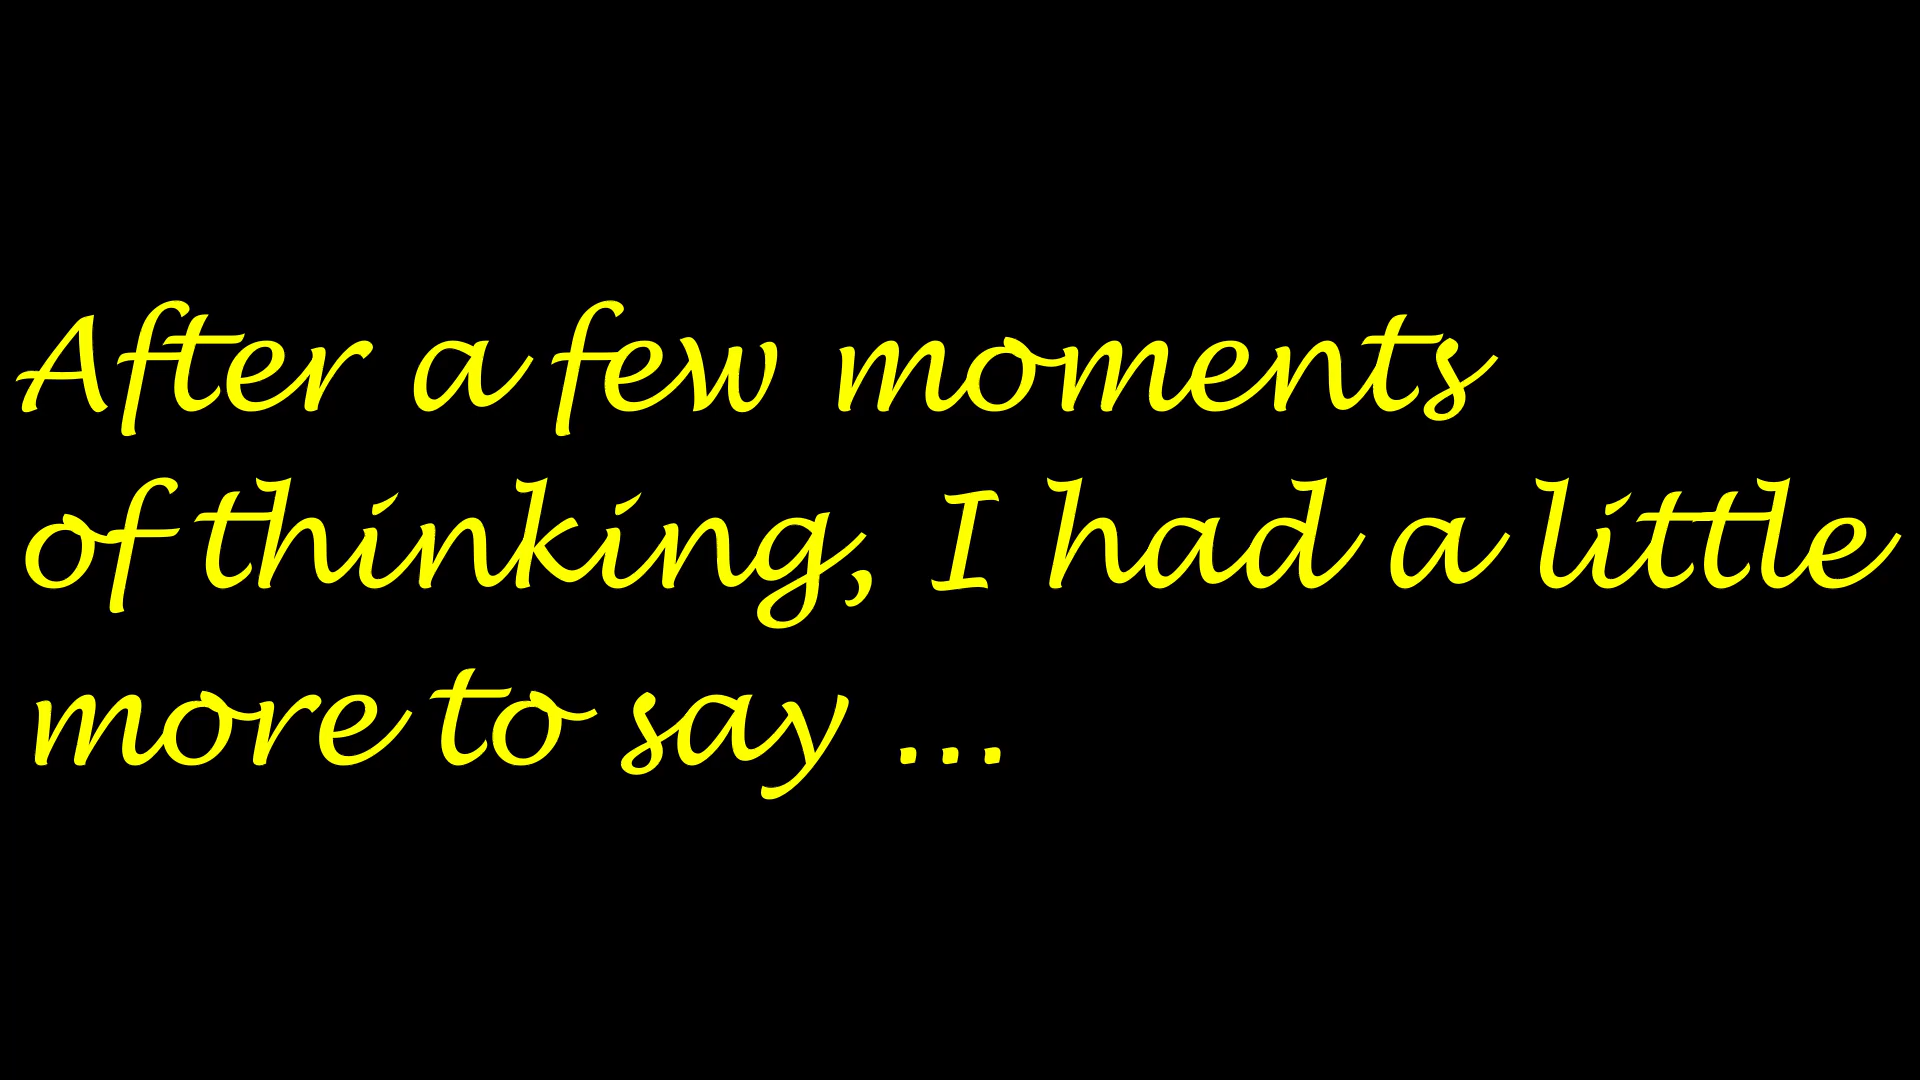 After a few moments
of thinking, I had a little
more to say ...